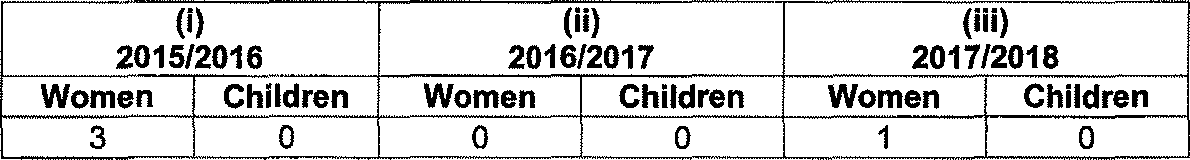 (i) (ii) (iii)
2015/2016 2016/2017 2017/2018
Women Children Women Children Women Children
3 0 0 0 1 0